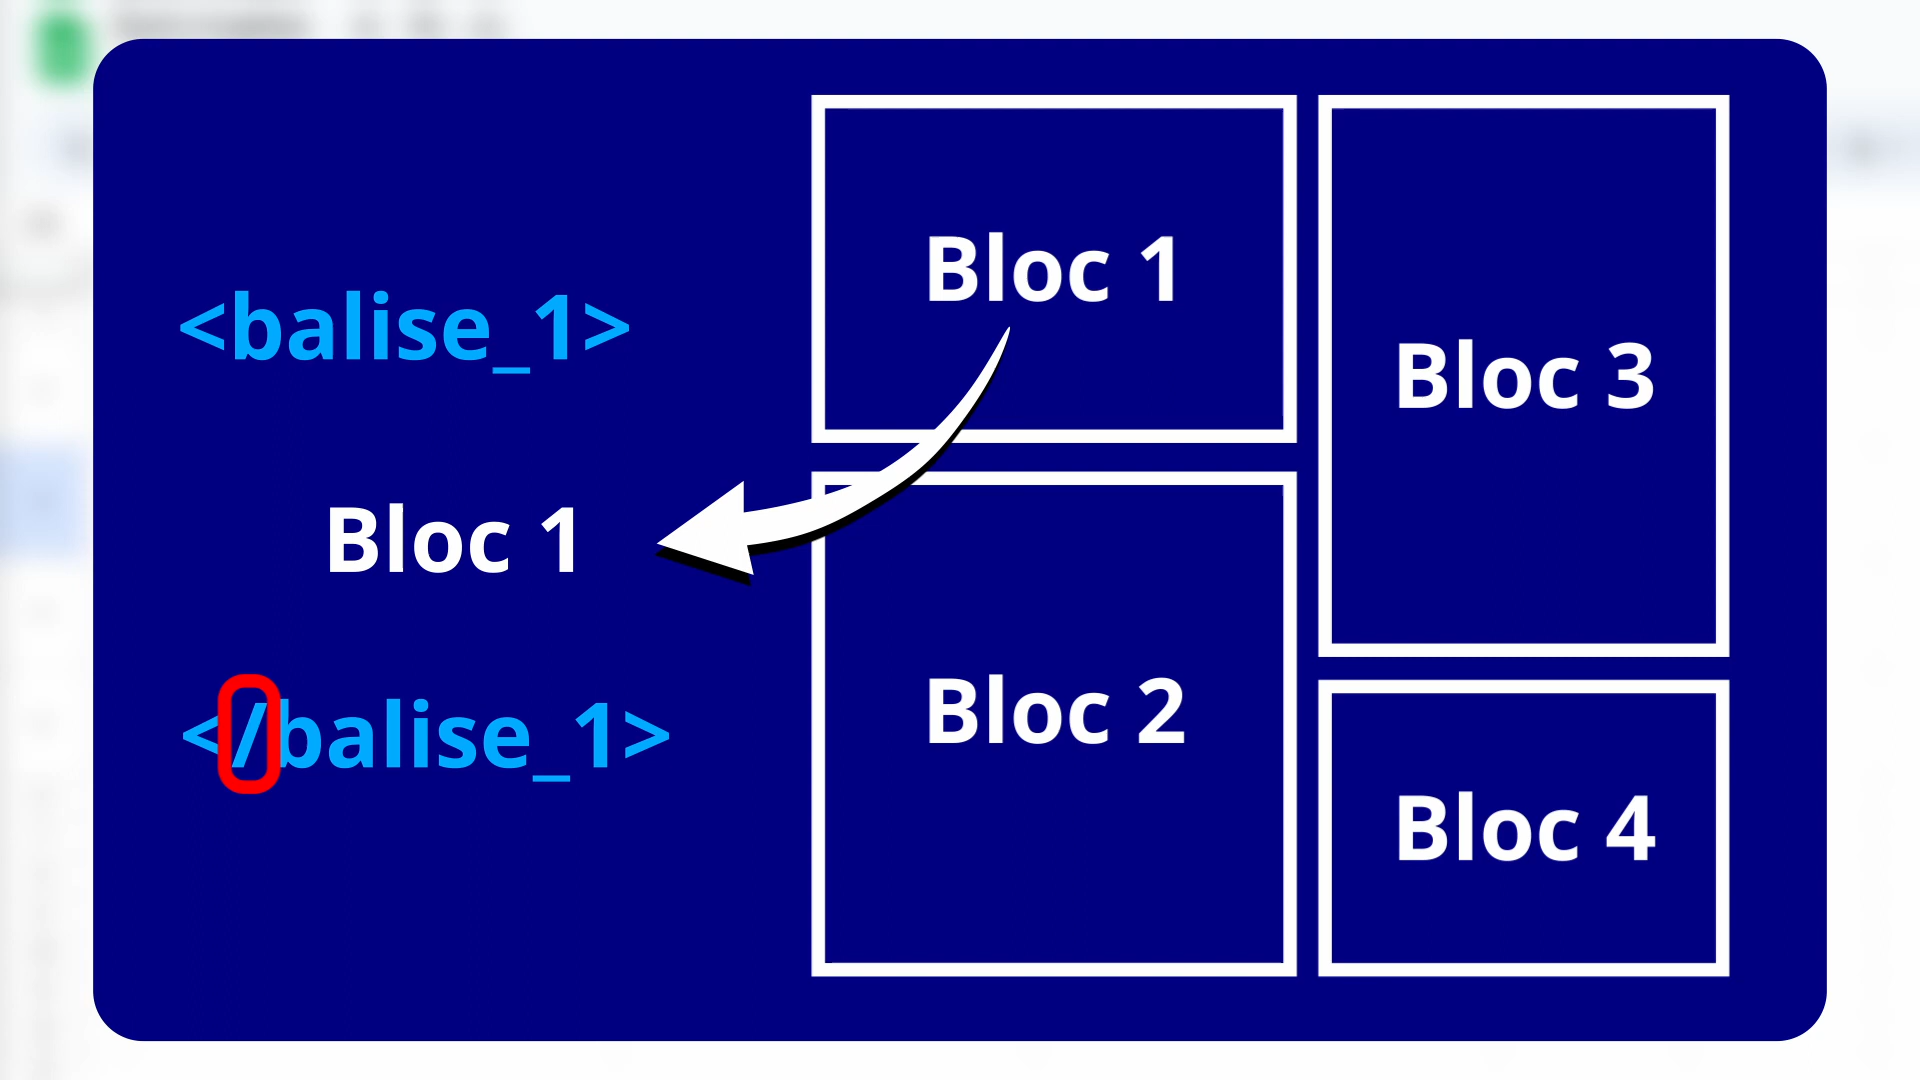 <balise_1>
Bloc 1
</balise_1>
Bloc 1
Bloc 2
Bloc 3
Bloc 4